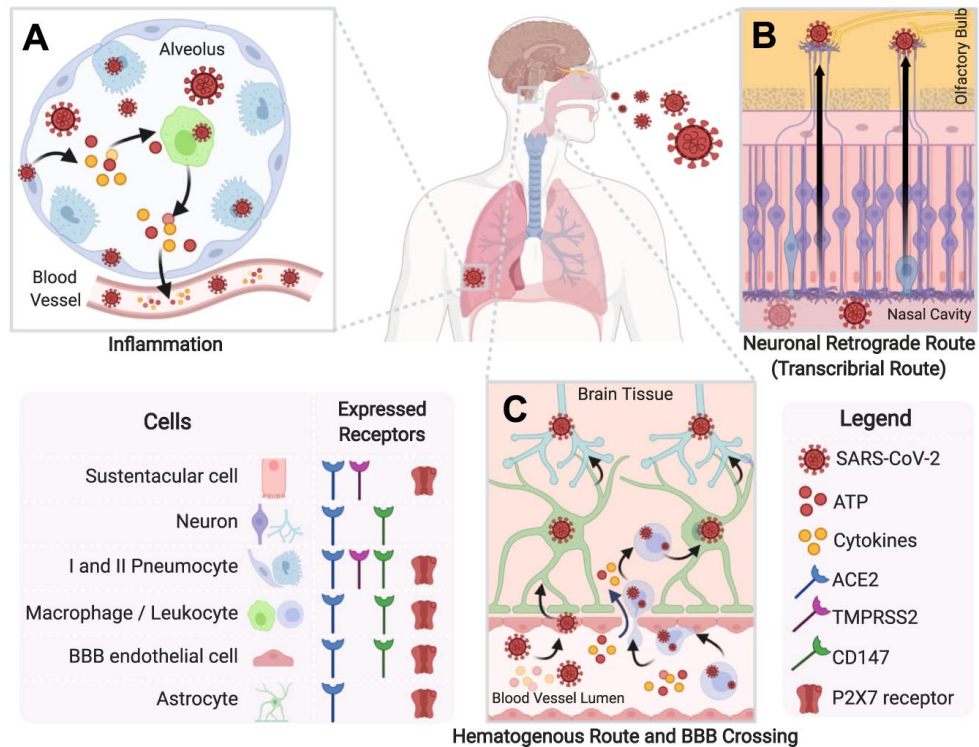 A
Alveolus
Blood
Vessel
Inflammation
B
Olfactory Bulb
Nasal Cavity
Neuronal Retrograde Route
(Transcribrial Route)
C
Brain Tissue
Blood Vessel Lumen
Hematogenous Route and BBB Crossing
Cells
Expressed
Receptors
Sustentacular cell
Neuron
I and II Pneumocyte
Macrophage / Leukocyte
BBB endothelial cell
Astrocyte
Legend
SARS-CoV-2
ATP
Cytokines
ACE2
TMPRSS2
CD147
P2X7 receptor